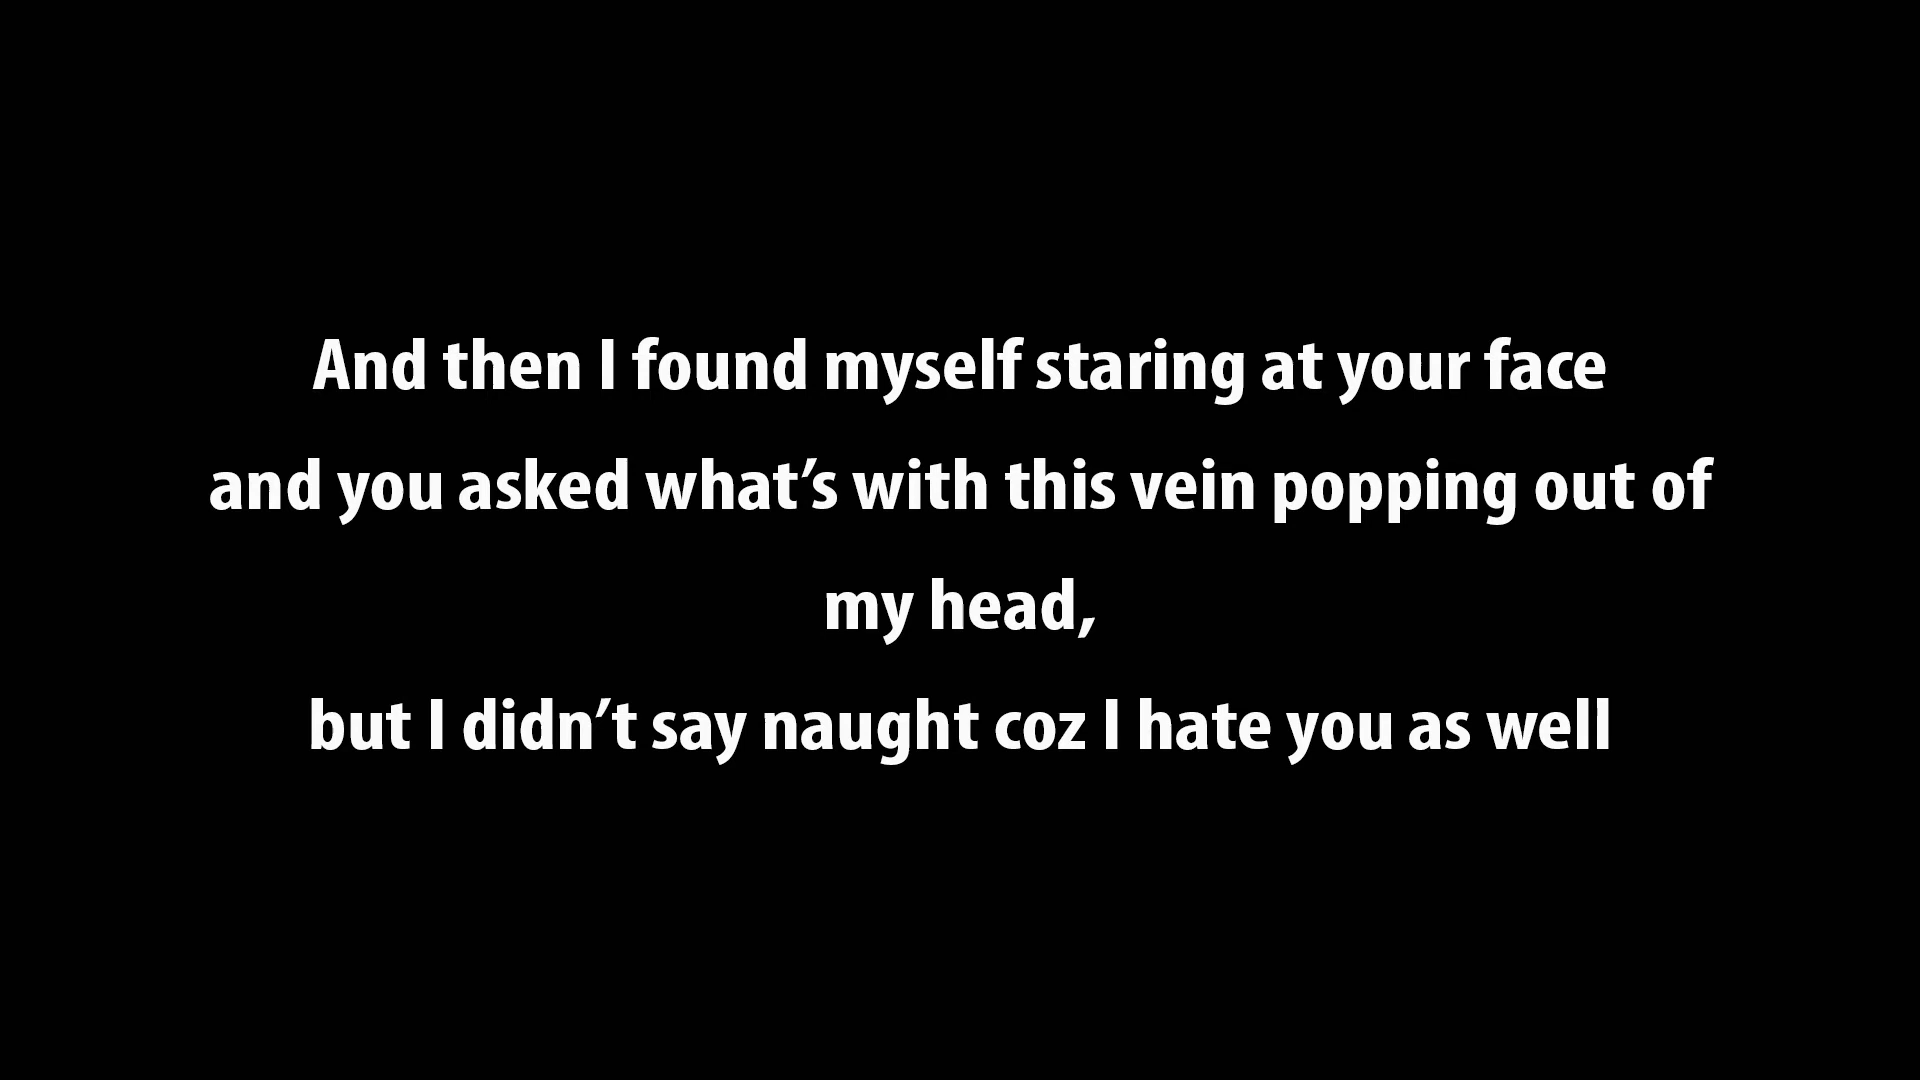 And then I found myself staring at your face
and you asked what’s with this vein popping out of
my head,
but I didn’t say naught coz I hate you as well